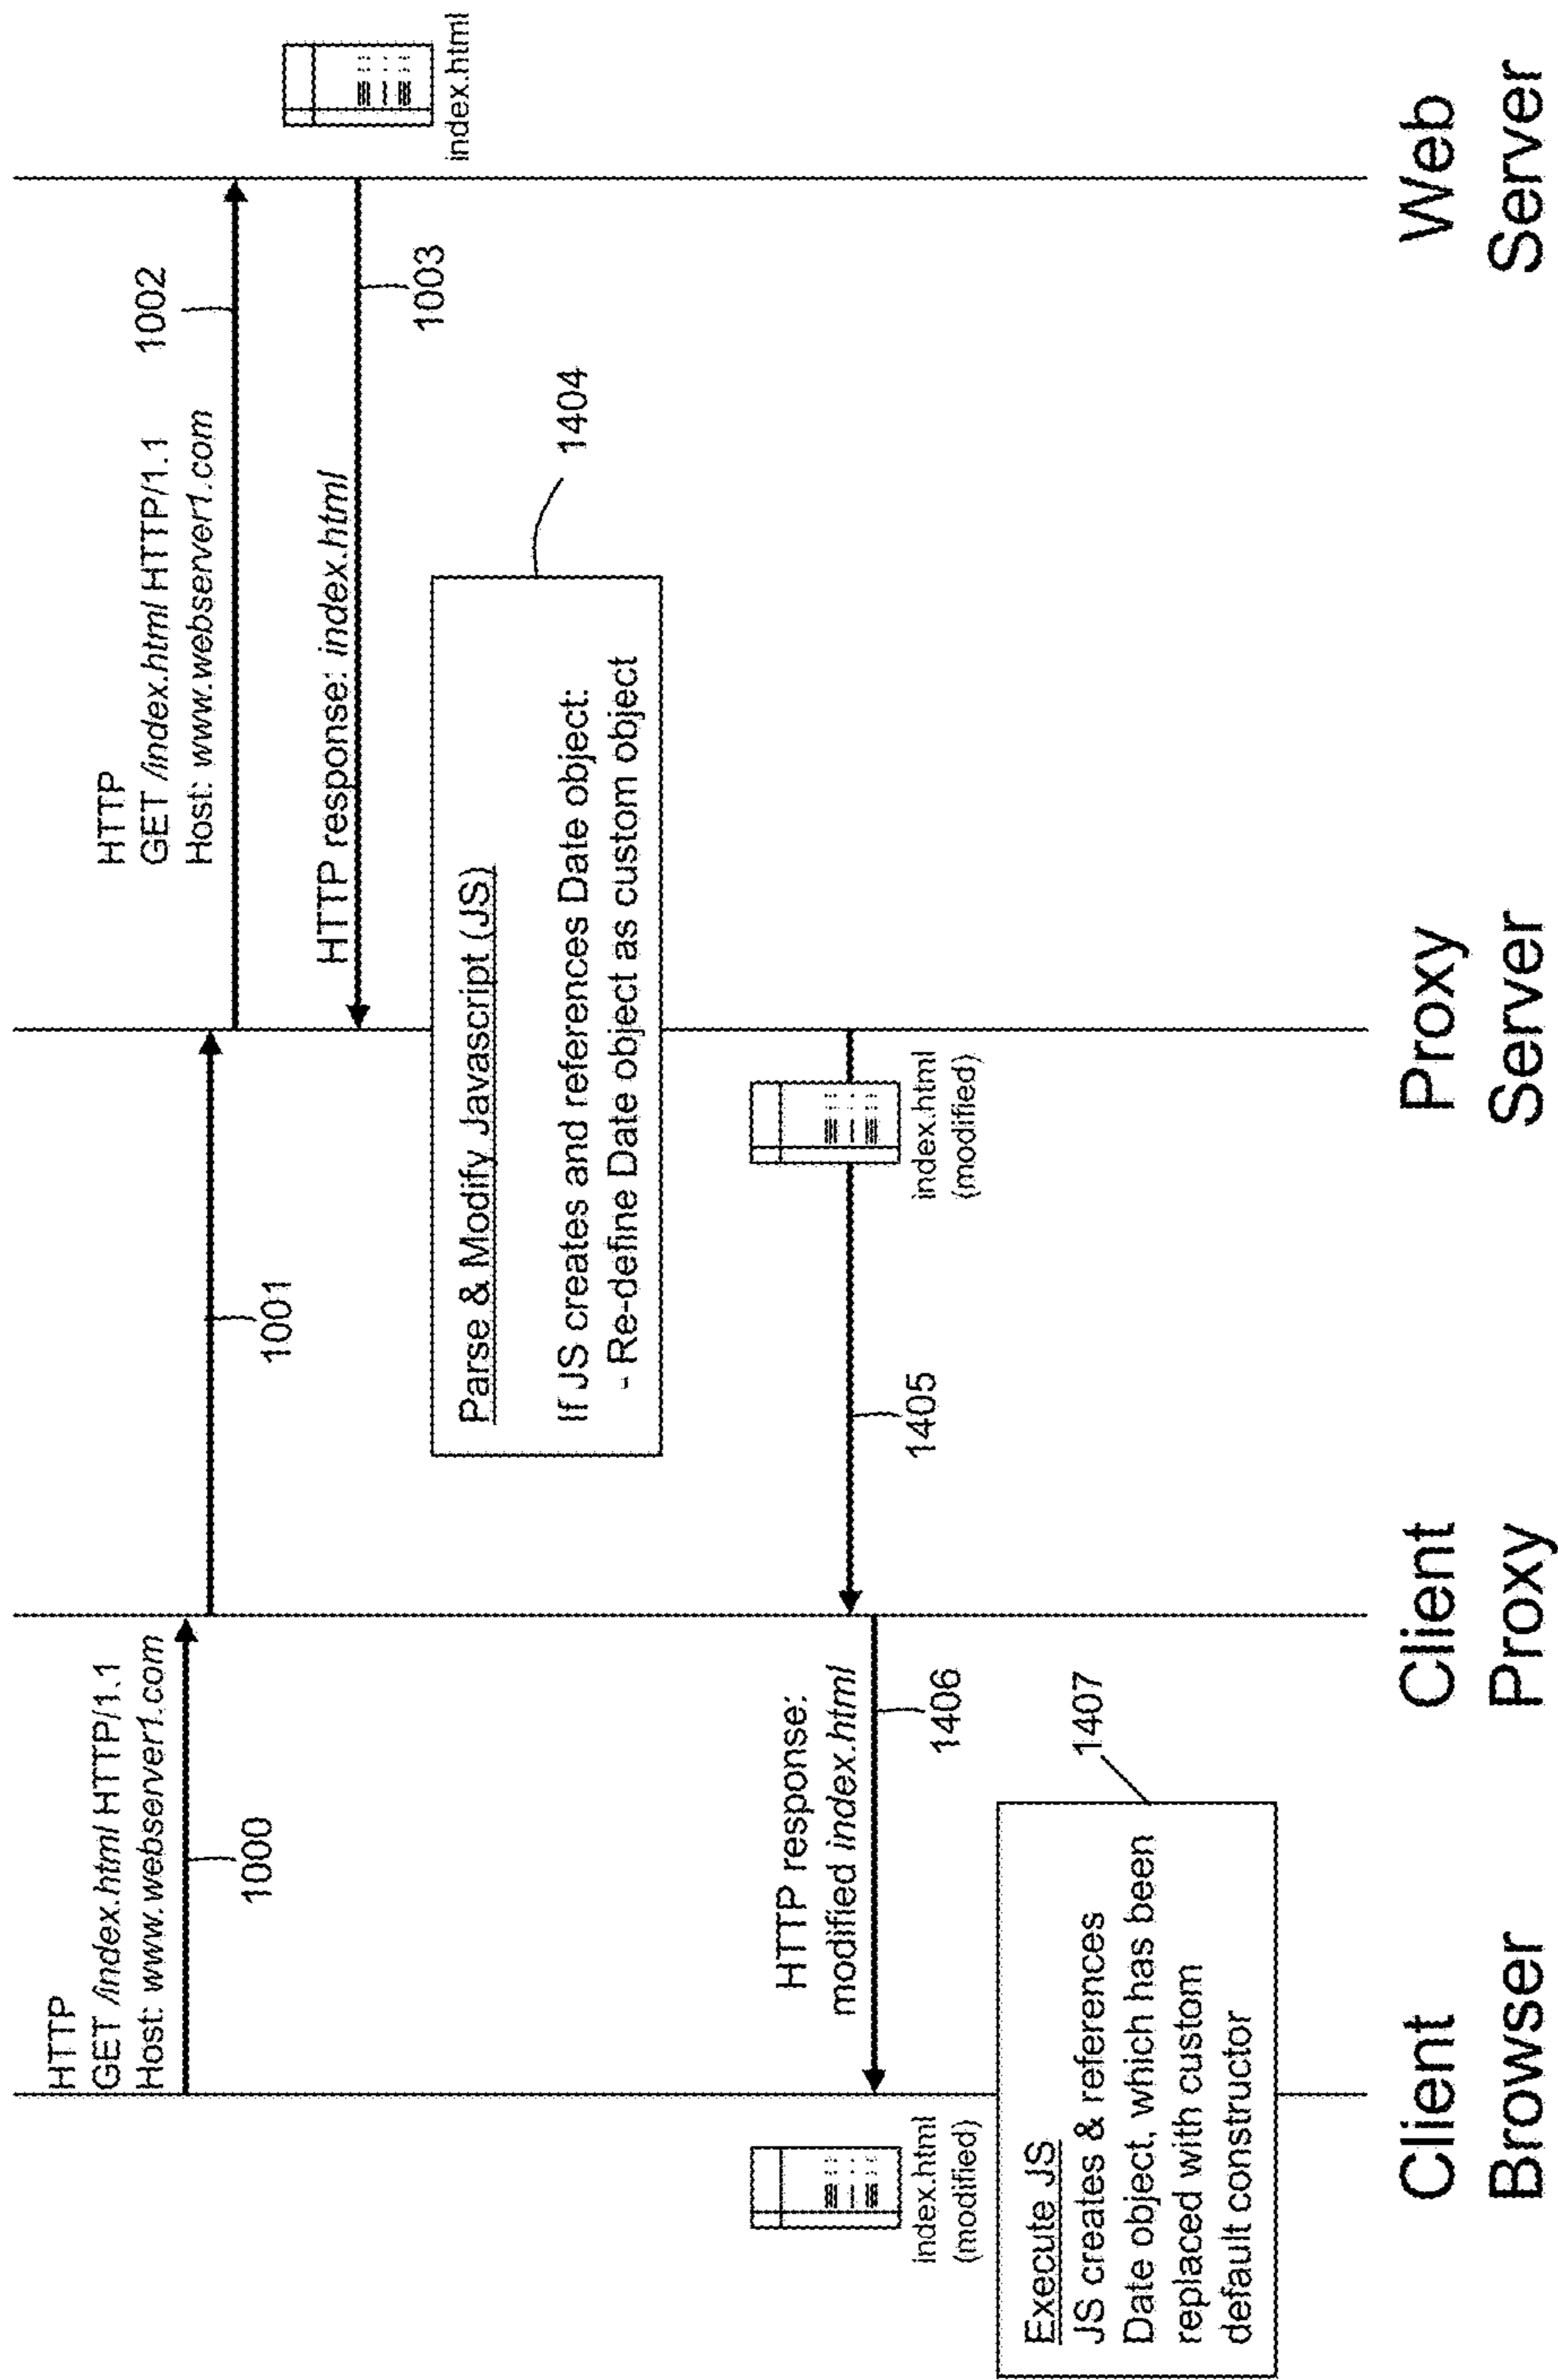 HTTP
GET /index.html HTTP/1.1
Host: www.webserver1.com
1000
1001
HTTP
GET /index.html HTTP/1.1
Host: www.webserver1.com
1002
index.html
HTTP response: index.html
1003
Parse & Modify Javascript (JS)
If JS creates and references Date object:
- Re-define Date object as custom object
1404
index.html
(modified)
1405
HTTP response:
modified index.html
1406
index.html
(modified)
Execute JS
JS creates & references
Date object, which has been
replaced with custom
default constructor
1407
Client
Browser
Client
Proxy
Proxy
Server
Web
Server